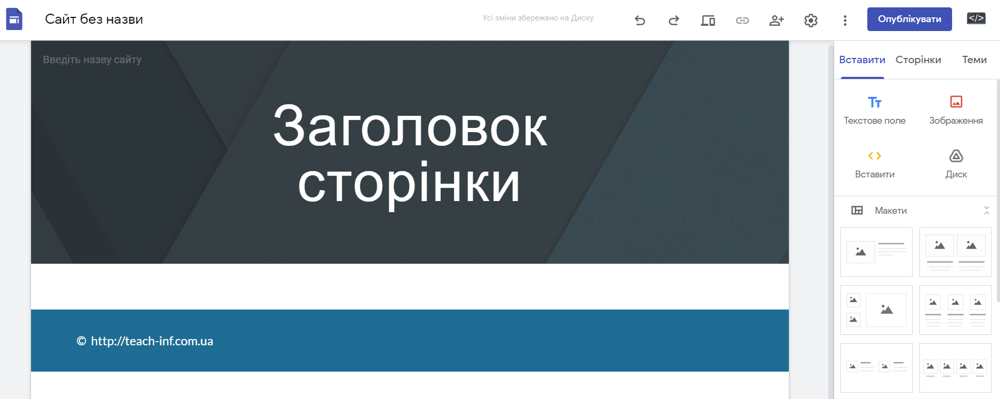 Сайт без назви
Усі зміни збережено на Диску
Опублікувати
</>
Введіть назву сайту
Заголовок
сторінки
© http://teach-inf.com.ua
Вставити Сторінки Теми
Текстове поле Зображення
Вставити Диск
Макети